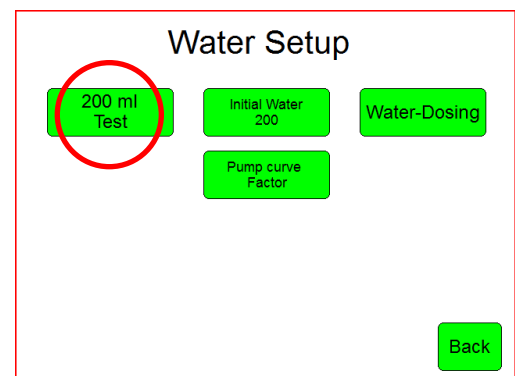 Water Setup
200 ml
Test
Initial Water
200
Water-Dosing
Pump curve
Factor
Back